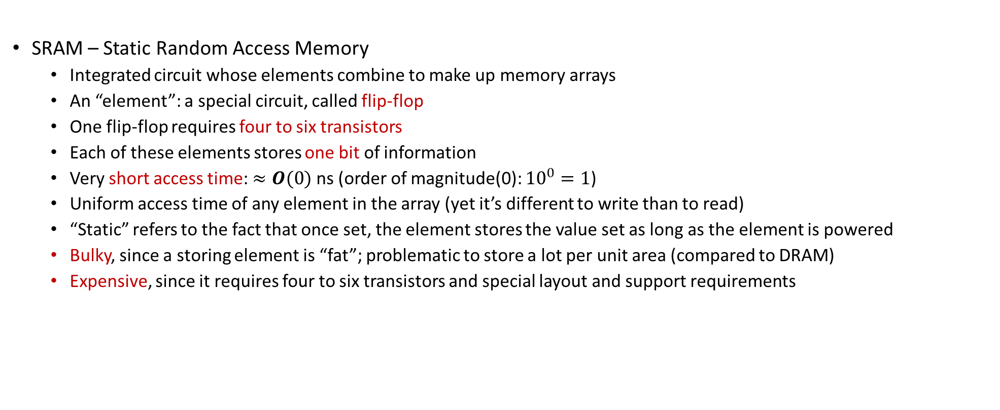 • SRAM – Static Random Access Memory
• Integrated circuit whose elements combine to make up memory arrays
• An “element”: a special circuit, called flip-flop
• One flip-flop requires four to six transistors
• Each of these elements stores one bit of information
• Very short access time: ≈ 𝑶(0) ns (order of magnitude(0): 10⁰ = 1)
• Uniform access time of any element in the array (yet it’s different to write than to read)
• “Static” refers to the fact that once set, the element stores the value set as long as the element is powered
• Bulky, since a storing element is “fat”; problematic to store a lot per unit area (compared to DRAM)
• Expensive, since it requires four to six transistors and special layout and support requirements